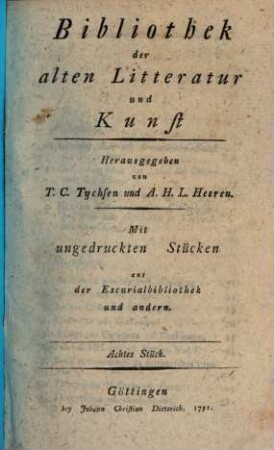 Bibliothek
der
alten Litteratur
und
Kunst
Herausgegeben
von
T. C. Tychsen und A. H. L. Heeren.
Mit
ungedruckten Stücken
aus
der Escurialbibliothek
und andern.
Achtes Stück.
Göttingen
bey Johann Christian Dieterich. 1791.